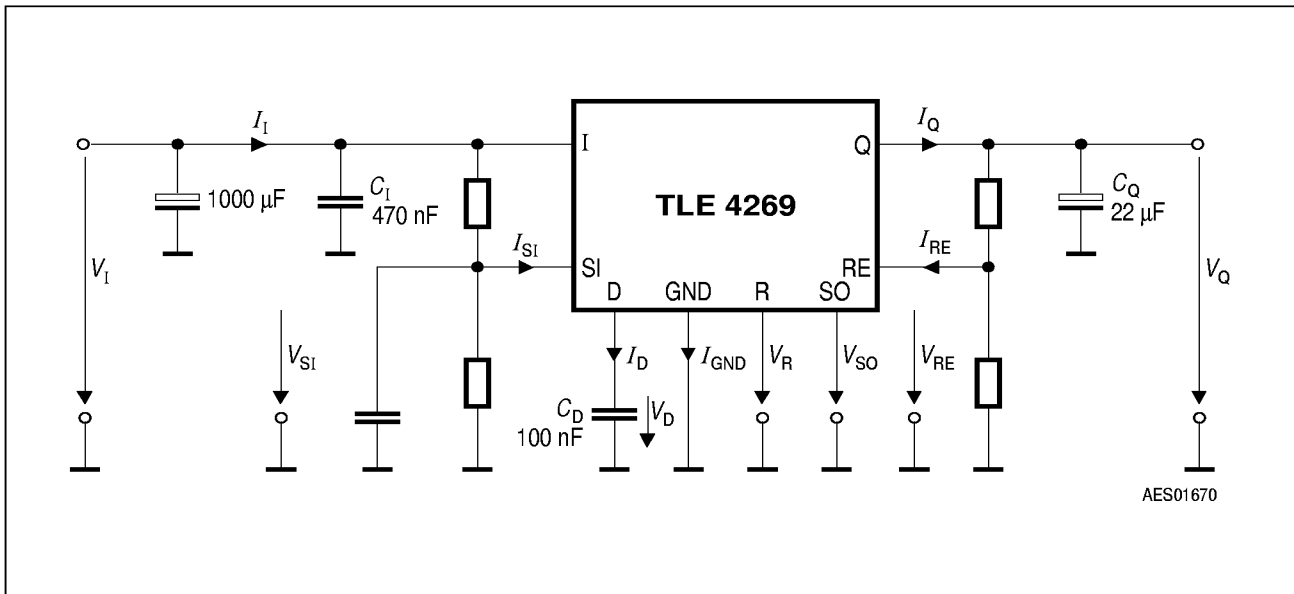 I_I
I_Q
I
Q
1000 µF
C_I
470 nF
TLE 4269
C_Q
22 µF
I_SI
I_RE
SI
RE
V_I
V_Q
D
GND
R
SO
V_SI
I_D
I_GND
V_R
V_SO
V_RE
C_D
100 nF
V_D
AES01670